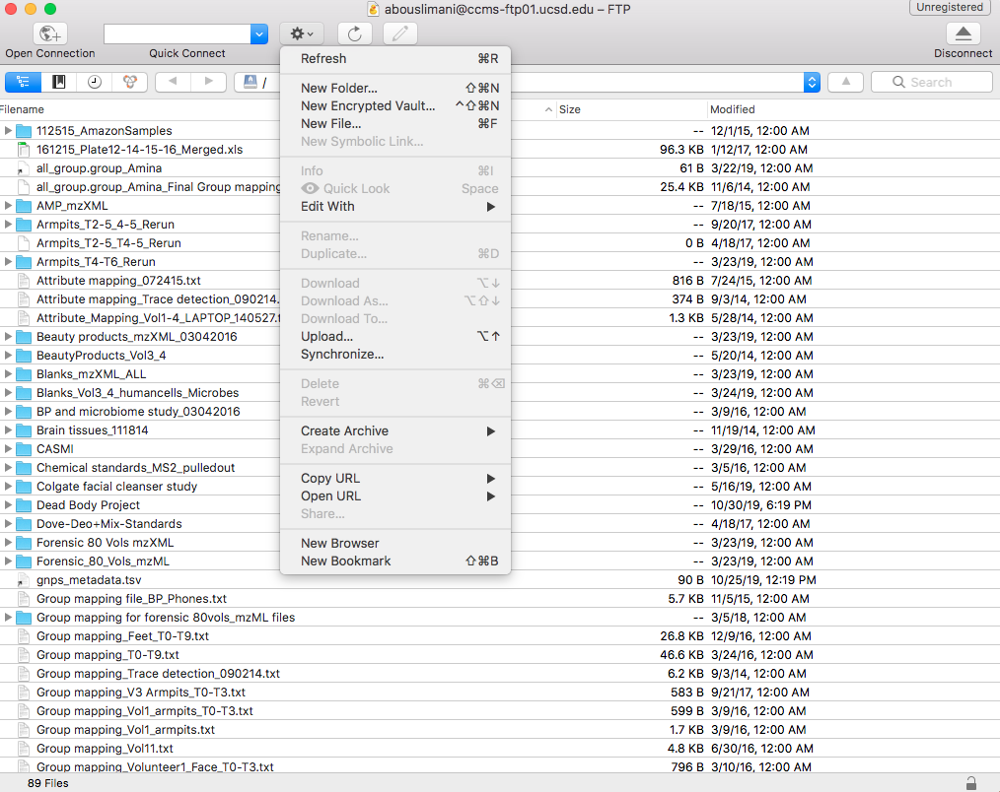 abouslimani@ccms-ftp01.ucsd.edu – FTP
Unregistered
Open Connection
Quick Connect
Disconnect
/
Search
Filename
Size
Modified
Refresh ⌘R
New Folder... ⇧⌘N
New Encrypted Vault... ^⇧⌘N
New File... ⌘F
New Symbolic Link...
Info ⌘I
Quick Look Space
Edit With
Rename...
Duplicate... ⌘D
Download ⌥↓
Download As... ⌥⇧↓
Download To...
Upload... ⌥↑
Synchronize...
Delete ⌘⌫
Revert
Create Archive
Expand Archive
Copy URL
Open URL
Share...
New Browser
New Bookmark ⇧⌘B
112515_AmazonSamples -- 12/1/15, 12:00 AM
161215_Plate12-14-15-16_Merged.xls 96.3 KB 1/12/17, 12:00 AM
all_group.group_Amina 61 B 3/22/19, 12:00 AM
all_group.group_Amina_Final Group mapping 25.4 KB 11/6/14, 12:00 AM
AMP_mzXML -- 7/18/15, 12:00 AM
Armpits_T2-5_4-5_Rerun -- 9/20/17, 12:00 AM
Armpits_T2-5_T4-5_Rerun 0 B 4/18/17, 12:00 AM
Armpits_T4-T6_Rerun -- 3/23/19, 12:00 AM
Attribute mapping_072415.txt 816 B 7/24/15, 12:00 AM
Attribute mapping_Trace detection_090214. 374 B 9/3/14, 12:00 AM
Attribute_Mapping_Vol1-4_LAPTOP_140527.t 1.3 KB 5/28/14, 12:00 AM
Beauty products_mzXML_03042016 -- 3/23/19, 12:00 AM
BeautyProducts_Vol3_4 -- 5/20/14, 12:00 AM
Blanks_mzXML_ALL -- 3/23/19, 12:00 AM
Blanks_Vol3_4_humancells_Microbes -- 3/24/19, 12:00 AM
BP and microbiome study_03042016 -- 3/9/16, 12:00 AM
Brain tissues_111814 -- 11/19/14, 12:00 AM
CASMI -- 3/29/16, 12:00 AM
Chemical standards_MS2_pulledout -- 3/5/16, 12:00 AM
Colgate facial cleanser study -- 5/16/19, 12:00 AM
Dead Body Project -- 10/30/19, 6:19 PM
Dove-Deo+Mix-Standards -- 4/18/17, 12:00 AM
Forensic 80 Vols mzXML -- 3/23/19, 12:00 AM
Forensic_80_Vols_mzML -- 3/23/19, 12:00 AM
gnps_metadata.tsv 90 B 10/25/19, 12:19 PM
Group mapping file_BP_Phones.txt 5.7 KB 11/5/15, 12:00 AM
Group mapping for forensic 80vols_mzML files -- 3/5/18, 12:00 AM
Group mapping_Feet_T0-T9.txt 26.8 KB 12/9/16, 12:00 AM
Group mapping_T0-T9.txt 46.6 KB 3/24/16, 12:00 AM
Group mapping_Trace detection_090214.txt 6.2 KB 9/3/14, 12:00 AM
Group mapping_V3 Armpits_T0-T3.txt 583 B 9/21/17, 12:00 AM
Group mapping_Vol1_armpits_T0-T3.txt 599 B 3/9/16, 12:00 AM
Group mapping_Vol1_armpits.txt 1.7 KB 3/9/16, 12:00 AM
Group mapping_Vol11.txt 4.8 KB 6/30/16, 12:00 AM
Group mapping_Volunteer1_Face_T0-T3.txt 796 B 3/10/16, 12:00 AM
89 Files